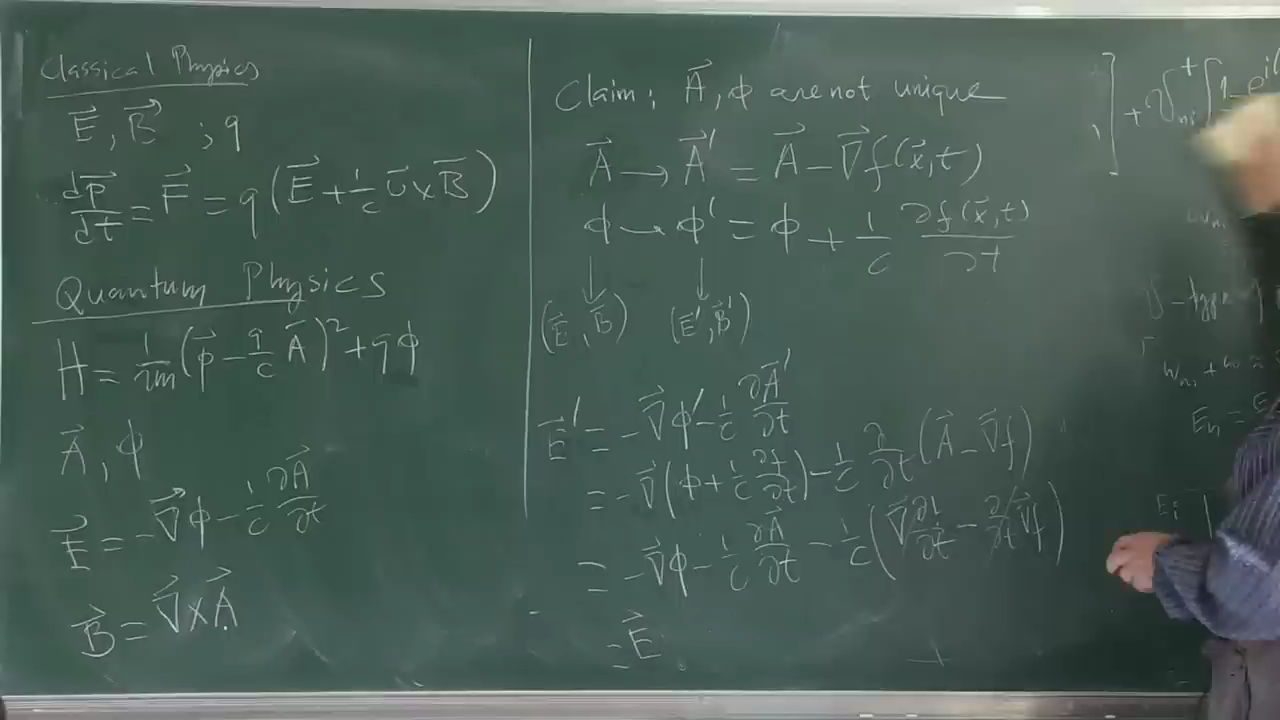 Classical Physics
E⃗, B⃗ ; q
dp⃗/dt = F⃗ = q(E⃗ + 1/c v⃗ × B⃗)
Quantum Physics
H = 1/2m (p⃗ − q/c A⃗)² + qϕ
A⃗, ϕ
E⃗ = −∇⃗ϕ − 1/c ∂A⃗/∂t
B⃗ = ∇⃗ × A⃗
Claim: A⃗, ϕ are not unique
A⃗ → A⃗' = A⃗ − ∇⃗f(x⃗,t)
ϕ → ϕ' = ϕ + 1/c ∂f(x⃗,t)/∂t
↓ ↓
(E⃗, B⃗) (E⃗', B⃗')
E⃗' = −∇⃗ϕ' − 1/c ∂A⃗'/∂t
= −∇⃗(ϕ + 1/c ∂f/∂t) − 1/c ∂/∂t (A⃗ − ∇⃗f)
= −∇⃗ϕ − 1/c ∂A⃗/∂t − 1/c (∇⃗ ∂f/∂t − ∂/∂t ∇⃗f)
= E⃗